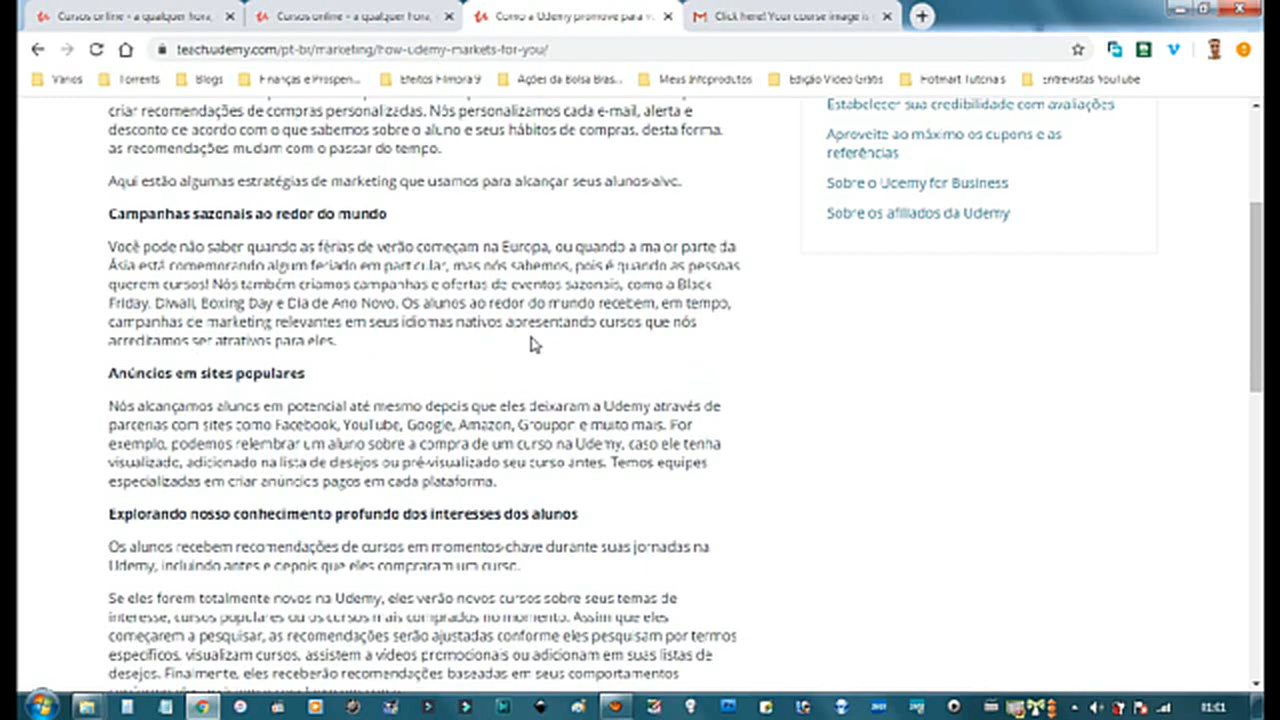 Cursos online - a qualquer hora,
Cursos online - a qualquer hora,
Como a Udemy promove para v
Click here! Your course image is
teach.udemy.com/pt-br/marketing/how-udemy-markets-for-you/
Vários
Torrents
Blogs
Finanças e Prosperi...
Efeitos Filmora 9
Ações da Bolsa Bras...
Meus Infoprodutos
Edição Vídeo Grátis
Hotmart Tutoriais
Entrevistas YouTube
criar recomendações de compras personalizadas. Nós personalizamos cada e-mail, alerta e
desconto de acordo com o que sabemos sobre o aluno e seus hábitos de compras, desta forma,
as recomendações mudam com o passar do tempo.
Aqui estão algumas estratégias de marketing que usamos para alcançar seus alunos-alvo.
Campanhas sazonais ao redor do mundo
Você pode não saber quando as férias de verão começam na Europa, ou quando a maior parte da
Ásia está comemorando algum feriado em particular, mas nós sabemos, pois é quando as pessoas
querem cursos! Nós também criamos campanhas e ofertas de eventos sazonais, como a Black
Friday, Diwali, Boxing Day e Dia de Ano Novo. Os alunos ao redor do mundo recebem, em tempo,
campanhas de marketing relevantes em seus idiomas nativos apresentando cursos que nós
acreditamos ser atrativos para eles.
Anúncios em sites populares
Nós alcançamos alunos em potencial até mesmo depois que eles deixaram a Udemy através de
parcerias com sites como Facebook, YouTube, Google, Amazon, Groupon e muito mais. Por
exemplo, podemos relembrar um aluno sobre a compra de um curso na Udemy, caso ele tenha
visualizado, adicionado na lista de desejos ou pré-visualizado seu curso antes. Temos equipes
especializadas em criar anúncios pagos em cada plataforma.
Explorando nosso conhecimento profundo dos interesses dos alunos
Os alunos recebem recomendações de cursos em momentos-chave durante suas jornadas na
Udemy, incluindo antes e depois que eles compraram um curso.
Se eles forem totalmente novos na Udemy, eles verão novos cursos sobre seus temas de
interesse, cursos populares ou os cursos mais comprados no momento. Assim que eles
começarem a pesquisar, as recomendações serão ajustadas conforme eles pesquisam por termos
específicos, visualizam cursos, assistem a vídeos promocionais ou adicionam em suas listas de
desejos. Finalmente, eles receberão recomendações baseadas em seus comportamentos
Estabelecer sua credibilidade com avaliações
Aproveite ao máximo os cupons e as
referências
Sobre o Udemy for Business
Sobre os afiliados da Udemy
01:01